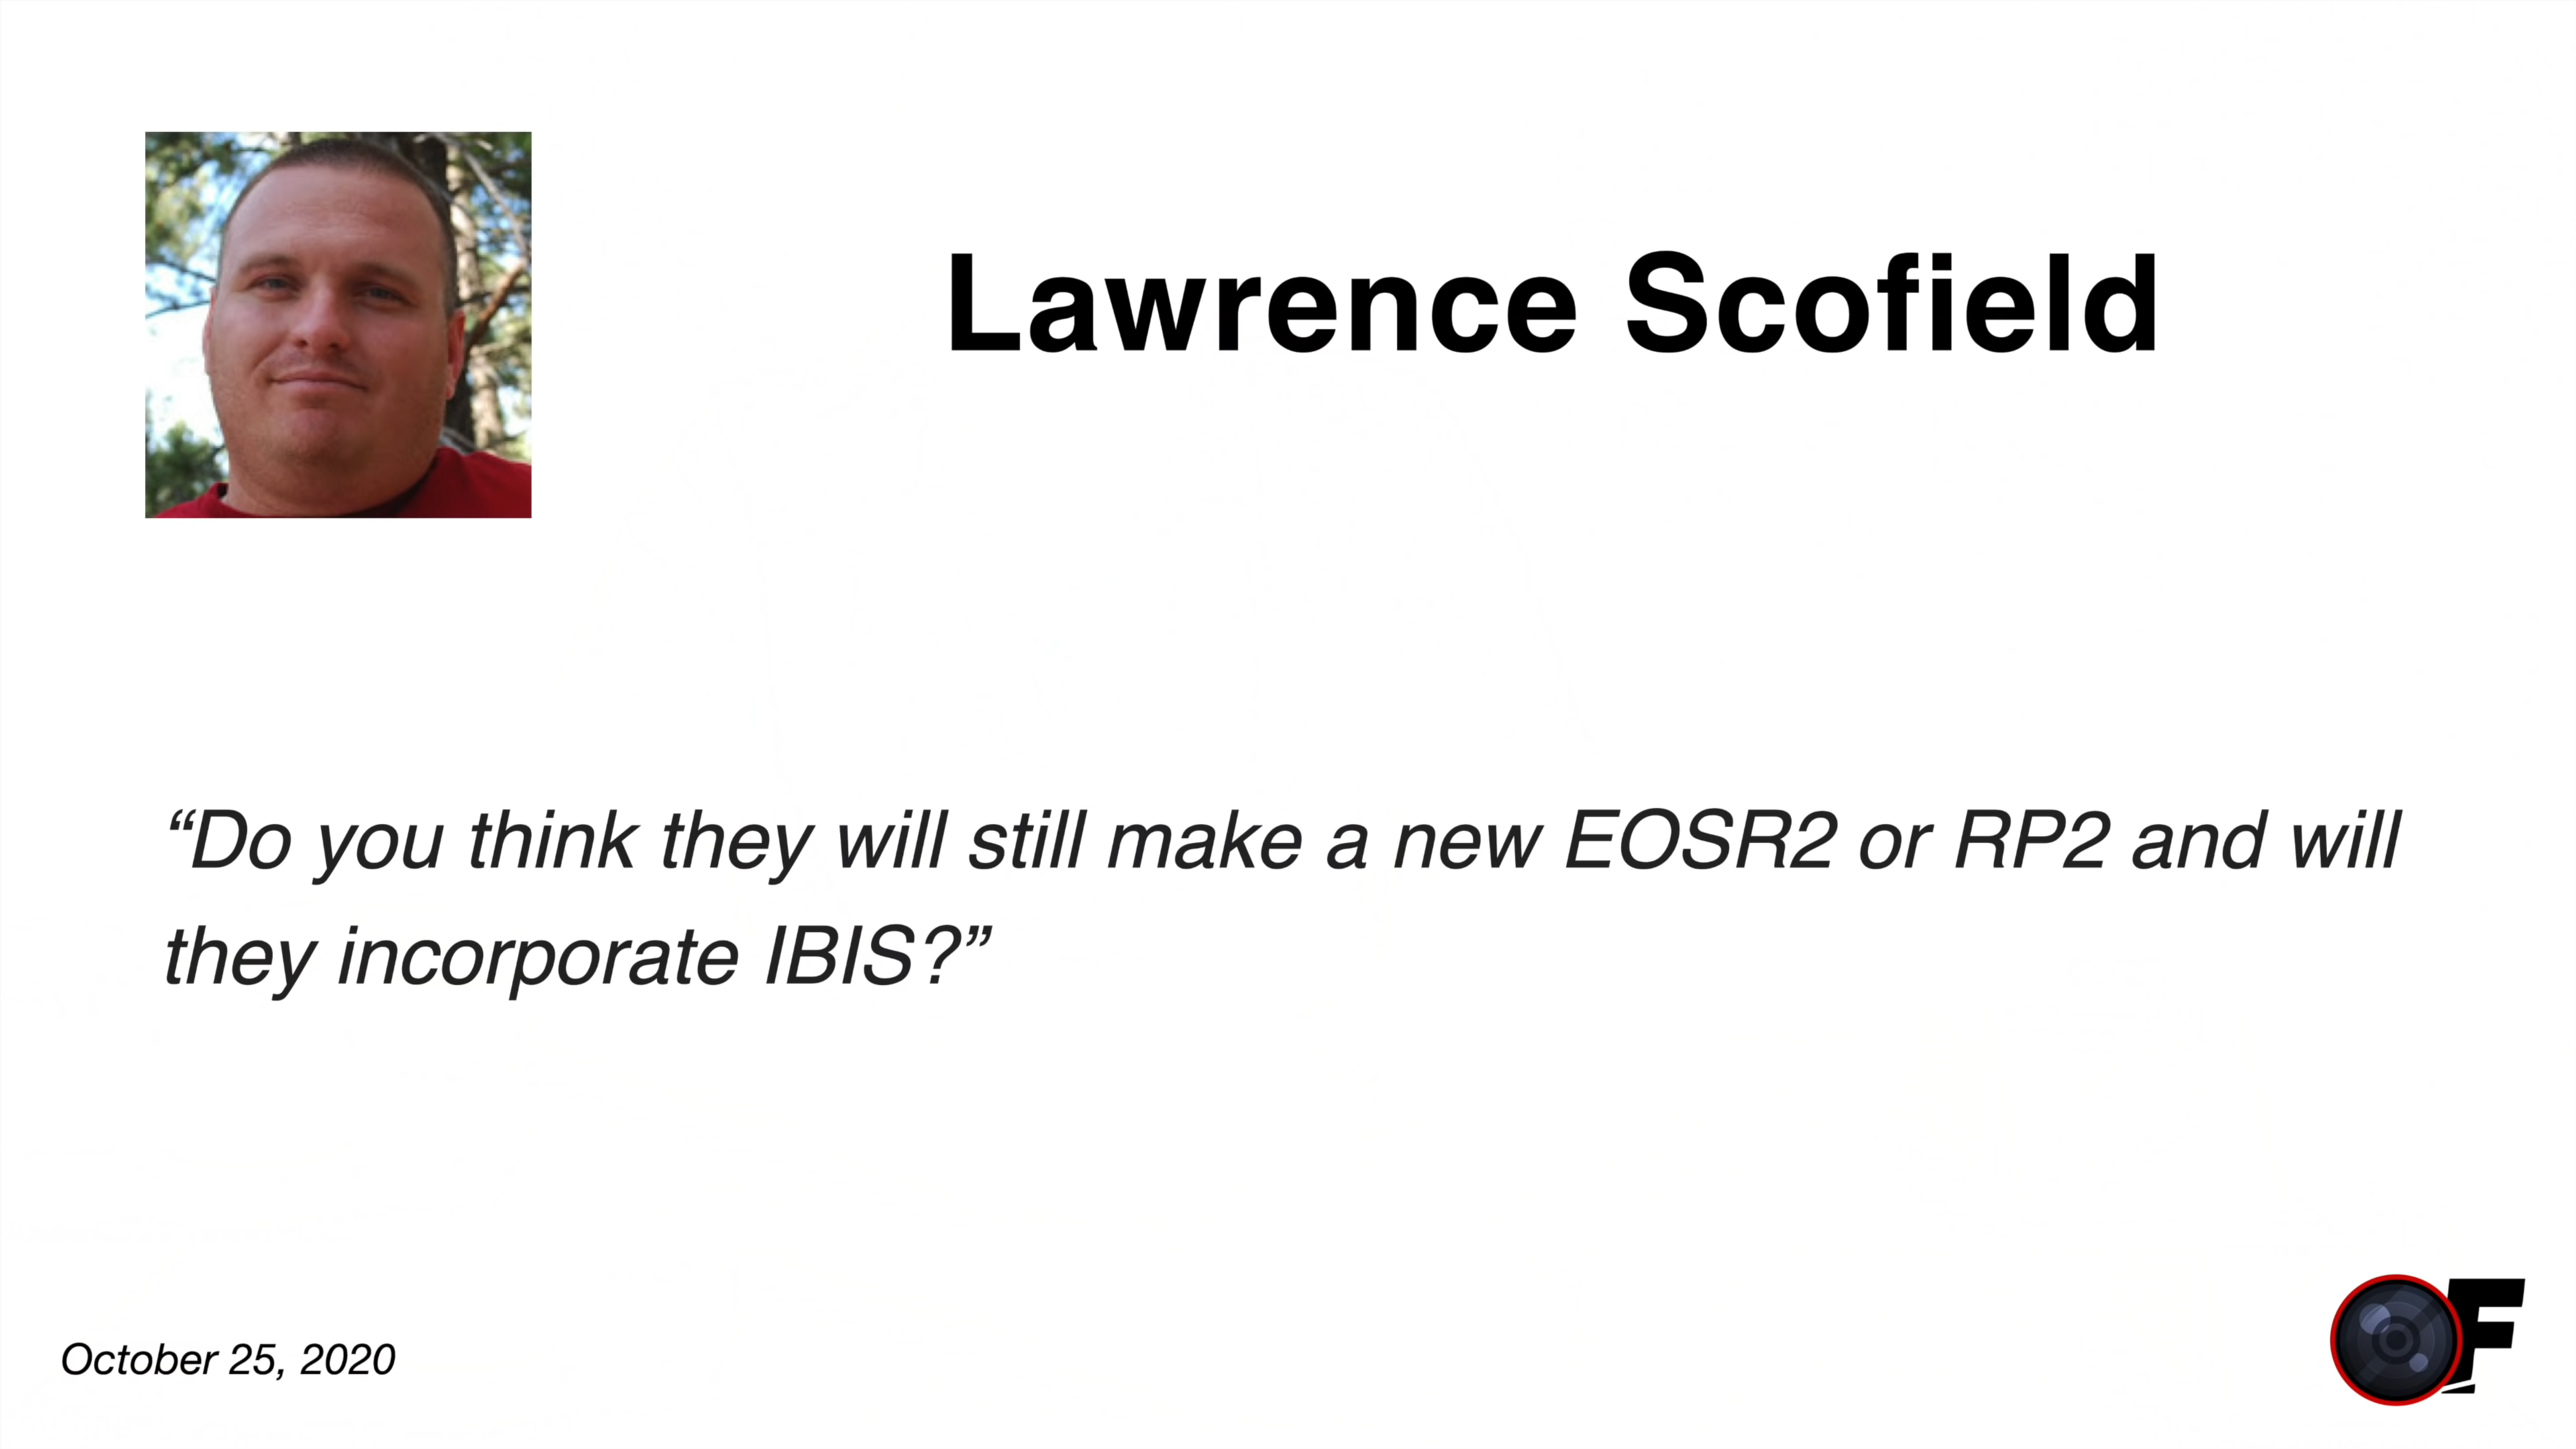 Lawrence Scofield
“Do you think they will still make a new EOSR2 or RP2 and will
they incorporate IBIS?”
October 25, 2020
F